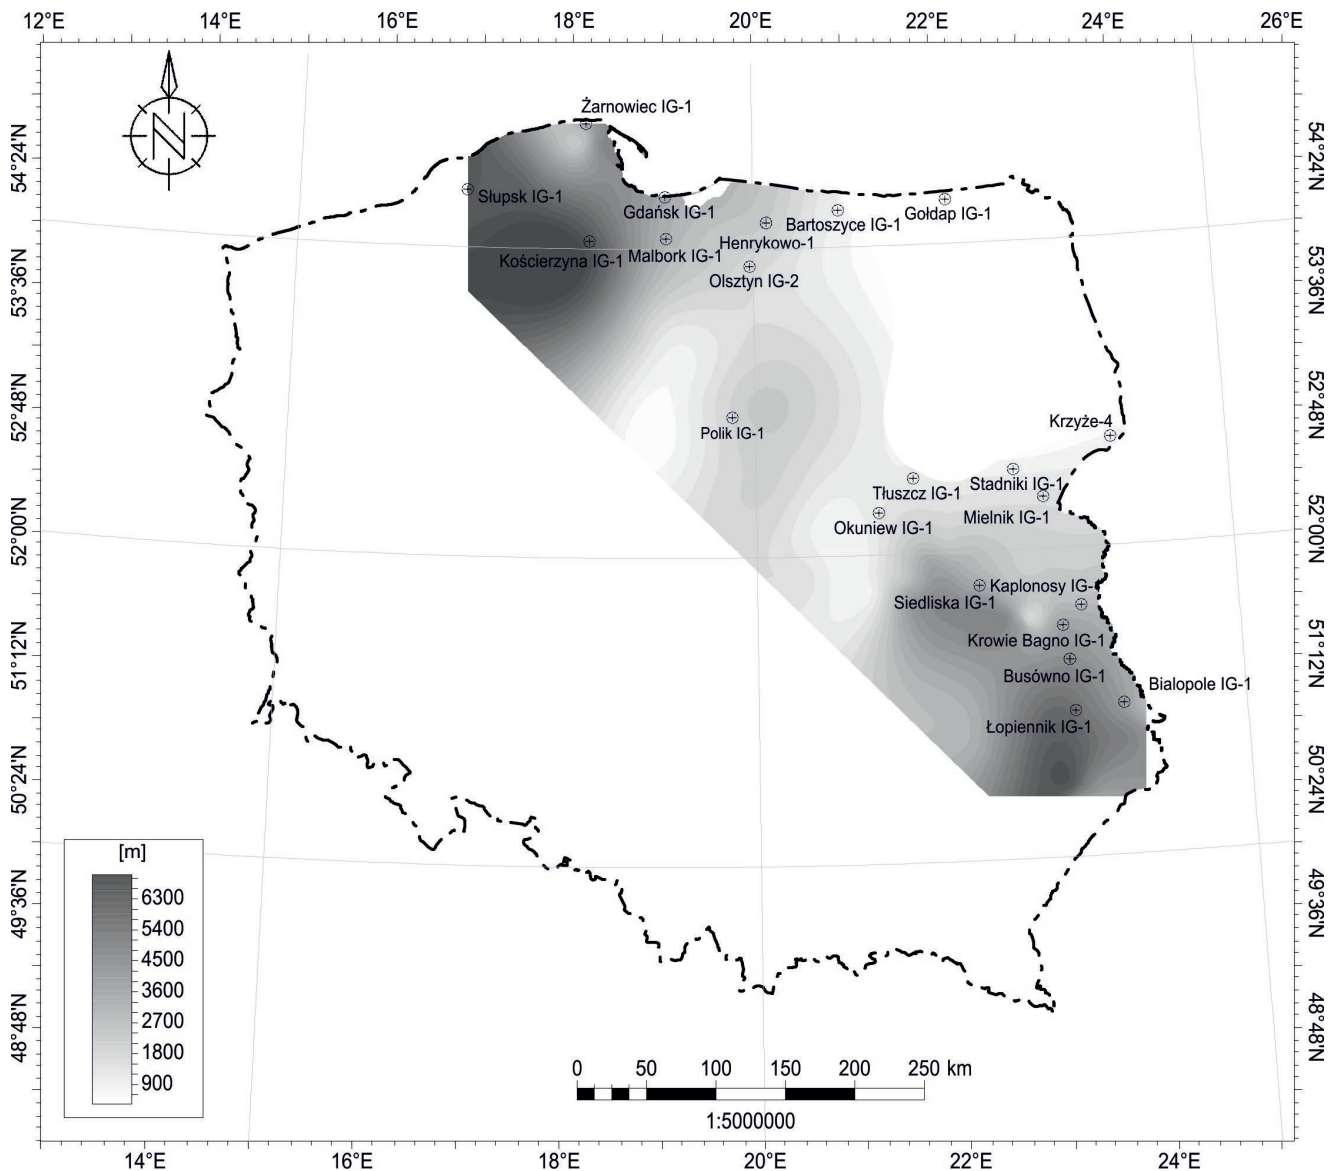 12°E 14°E 16°E 18°E 20°E 22°E 24°E 26°E
N
Żarnowiec IG-1
54°24'N
54°24'N
Słupsk IG-1
Gdańsk IG-1
Bartoszyce IG-1
Gołdap IG-1
Henrykowo-1
Kościerzyna IG-1
Malbork IG-1
Olsztyn IG-2
53°36'N
53°36'N
52°48'N
52°48'N
Polik IG-1
Krzyże-4
Tłuszcz IG-1
Stadniki IG-1
Okuniew IG-1
Mielnik IG-1
52°00'N
52°00'N
Kaplonosy IG-
Siedliska IG-1
Krowie Bagno IG-1
51°12'N
51°12'N
Busówno IG-1
Bialopole IG-1
Łopiennik IG-1
50°24'N
50°24'N
[m]
6300
5400
4500
3600
2700
1800
900
49°36'N
49°36'N
48°48'N
48°48'N
0 50 100 150 200 250 km
1:5000000
14°E 16°E 18°E 20°E 22°E 24°E